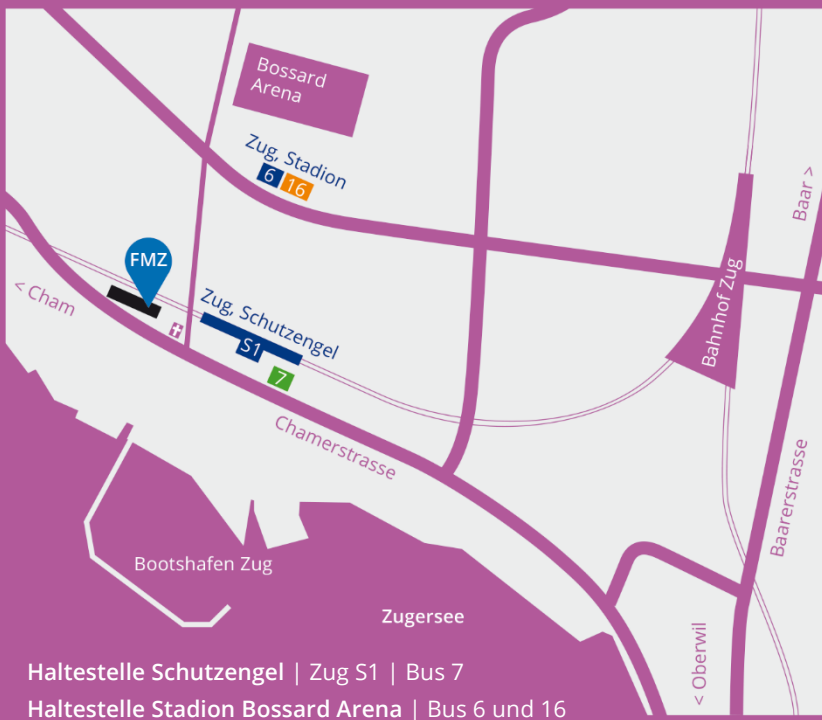 Bossard
Arena
Zug, Stadion
6 16
Baar >
FMZ
Bahnhof Zug
< Cham
Zug, Schutzengel
S1
7
Chamerstrasse
Baarerstrasse
Bootshafen Zug
Zugersee
< Oberwil
Haltestelle Schutzengel | Zug S1 | Bus 7
Haltestelle Stadion Bossard Arena | Bus 6 und 16